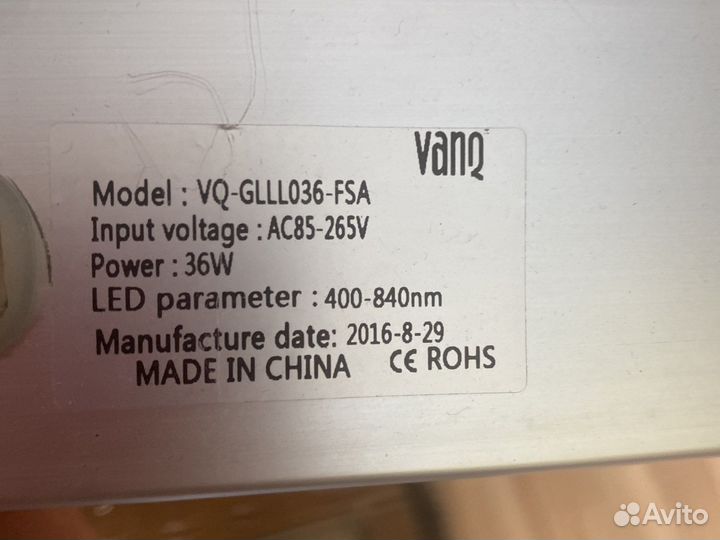 vanq
Model : VQ-GLLL036-FSA
Input voltage : AC85-265V
Power : 36W
LED parameter : 400-840nm
Manufacture date: 2016-8-29
MADE IN CHINA CE ROHS
Avito